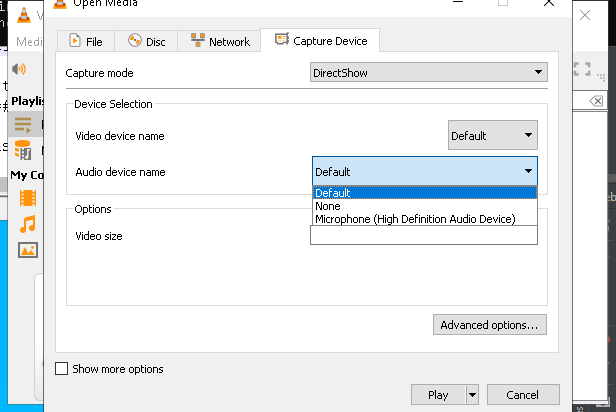 Open Media
V
Medi
File
Disc
Network
Capture Device
Capture mode
DirectShow
Playlis
Device Selection
Video device name
Default
Audio device name
Default
Default
None
Microphone (High Definition Audio Device)
My Co
Options
Video size
Advanced options...
Show more options
Play
Cancel